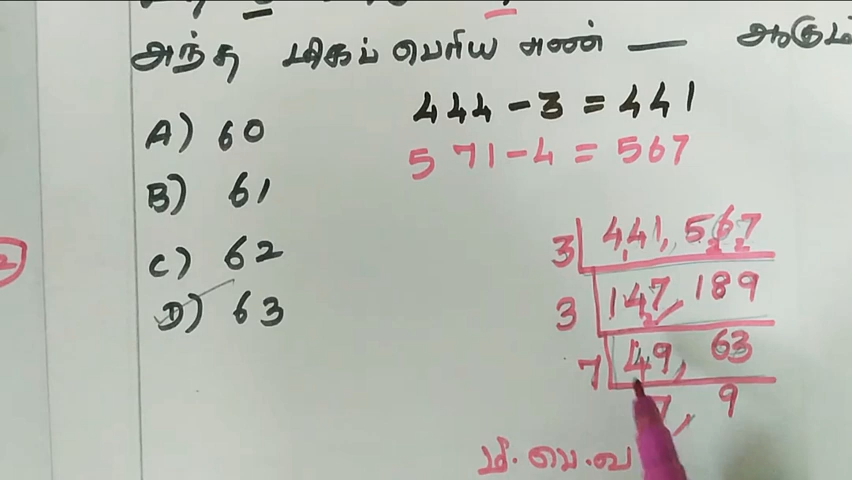 அந்த மிகப் பெரிய எண் — ஆகும்
A) 60
444 - 3 = 441
571 - 4 = 567
B) 61
C) 62
D) 63
3 | 441, 567
3 | 147, 189
7 | 49, 63
7, 9
மீ.பெ.வ